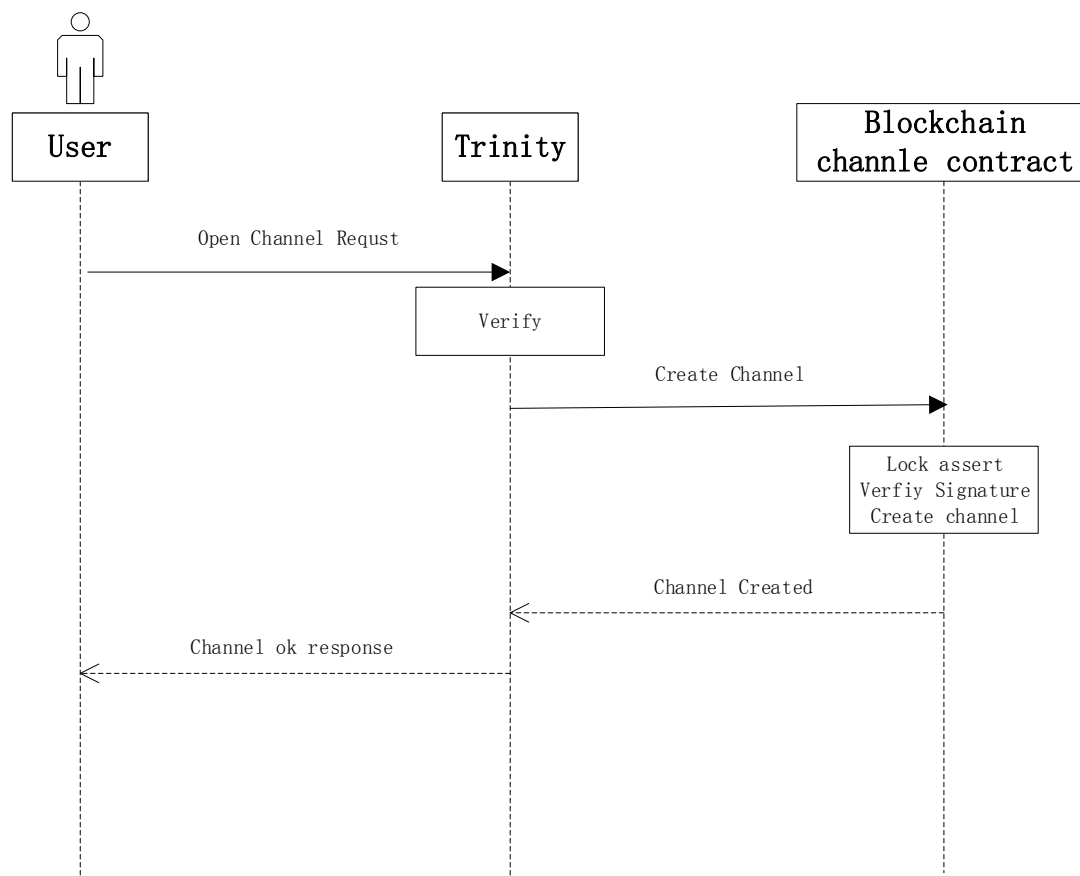 User
Trinity
Blockchain
channle contract
Open Channel Requst
Verify
Create Channel
Lock assert
Verfiy Signature
Create channel
Channel Created
Channel ok response